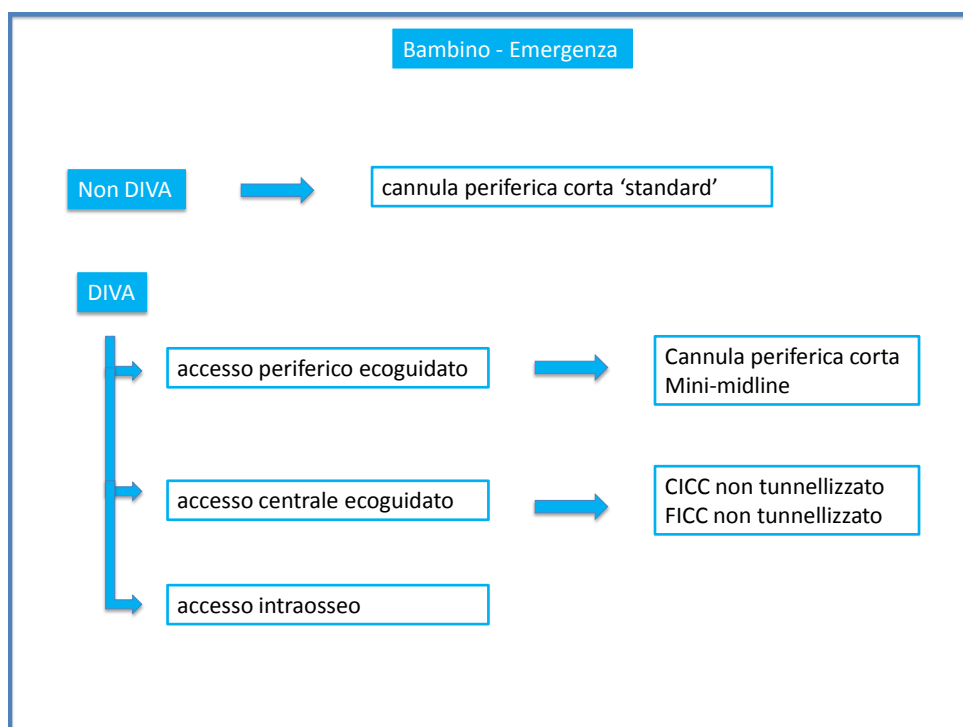 Bambino - Emergenza
Non DIVA
cannula periferica corta ‘standard’
DIVA
accesso periferico ecoguidato
Cannula periferica corta
Mini-midline
accesso centrale ecoguidato
CICC non tunnellizzato
FICC non tunnellizzato
accesso intraosseo